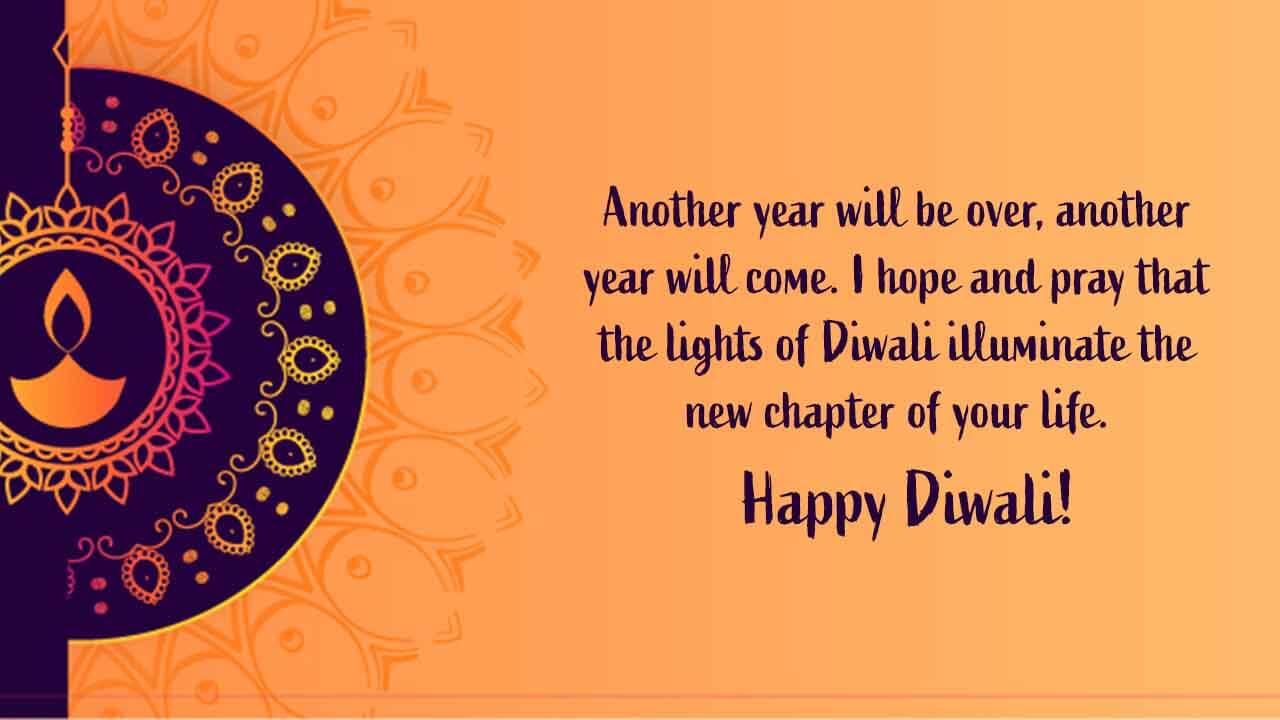 Another year will be over, another
year will come. I hope and pray that
the lights of Diwali illuminate the
new chapter of your life.
Happy Diwali!